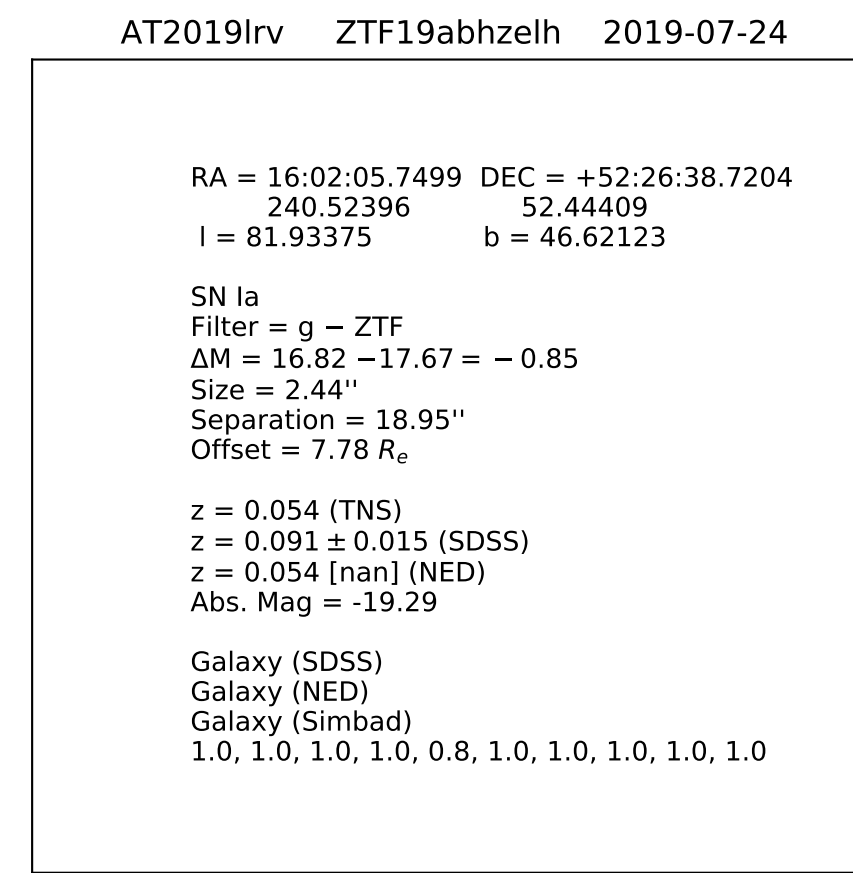 AT2019lrv ZTF19abhzelh 2019-07-24
RA = 16:02:05.7499 DEC = +52:26:38.7204
240.52396 52.44409
l = 81.93375 b = 46.62123
SN Ia
Filter = g − ZTF
ΔM = 16.82 −17.67 = − 0.85
Size = 2.44''
Separation = 18.95''
Offset = 7.78 Re
z = 0.054 (TNS)
z = 0.091 ± 0.015 (SDSS)
z = 0.054 [nan] (NED)
Abs. Mag = -19.29
Galaxy (SDSS)
Galaxy (NED)
Galaxy (Simbad)
1.0, 1.0, 1.0, 1.0, 0.8, 1.0, 1.0, 1.0, 1.0, 1.0